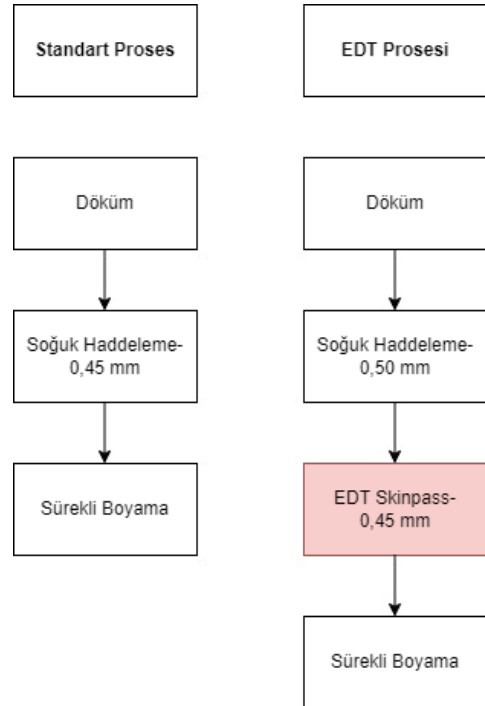 Standart Proses
Döküm
Soğuk Haddeleme-
0,45 mm
Sürekli Boyama
EDT Prosesi
Döküm
Soğuk Haddeleme-
0,50 mm
EDT Skinpass-
0,45 mm
Sürekli Boyama